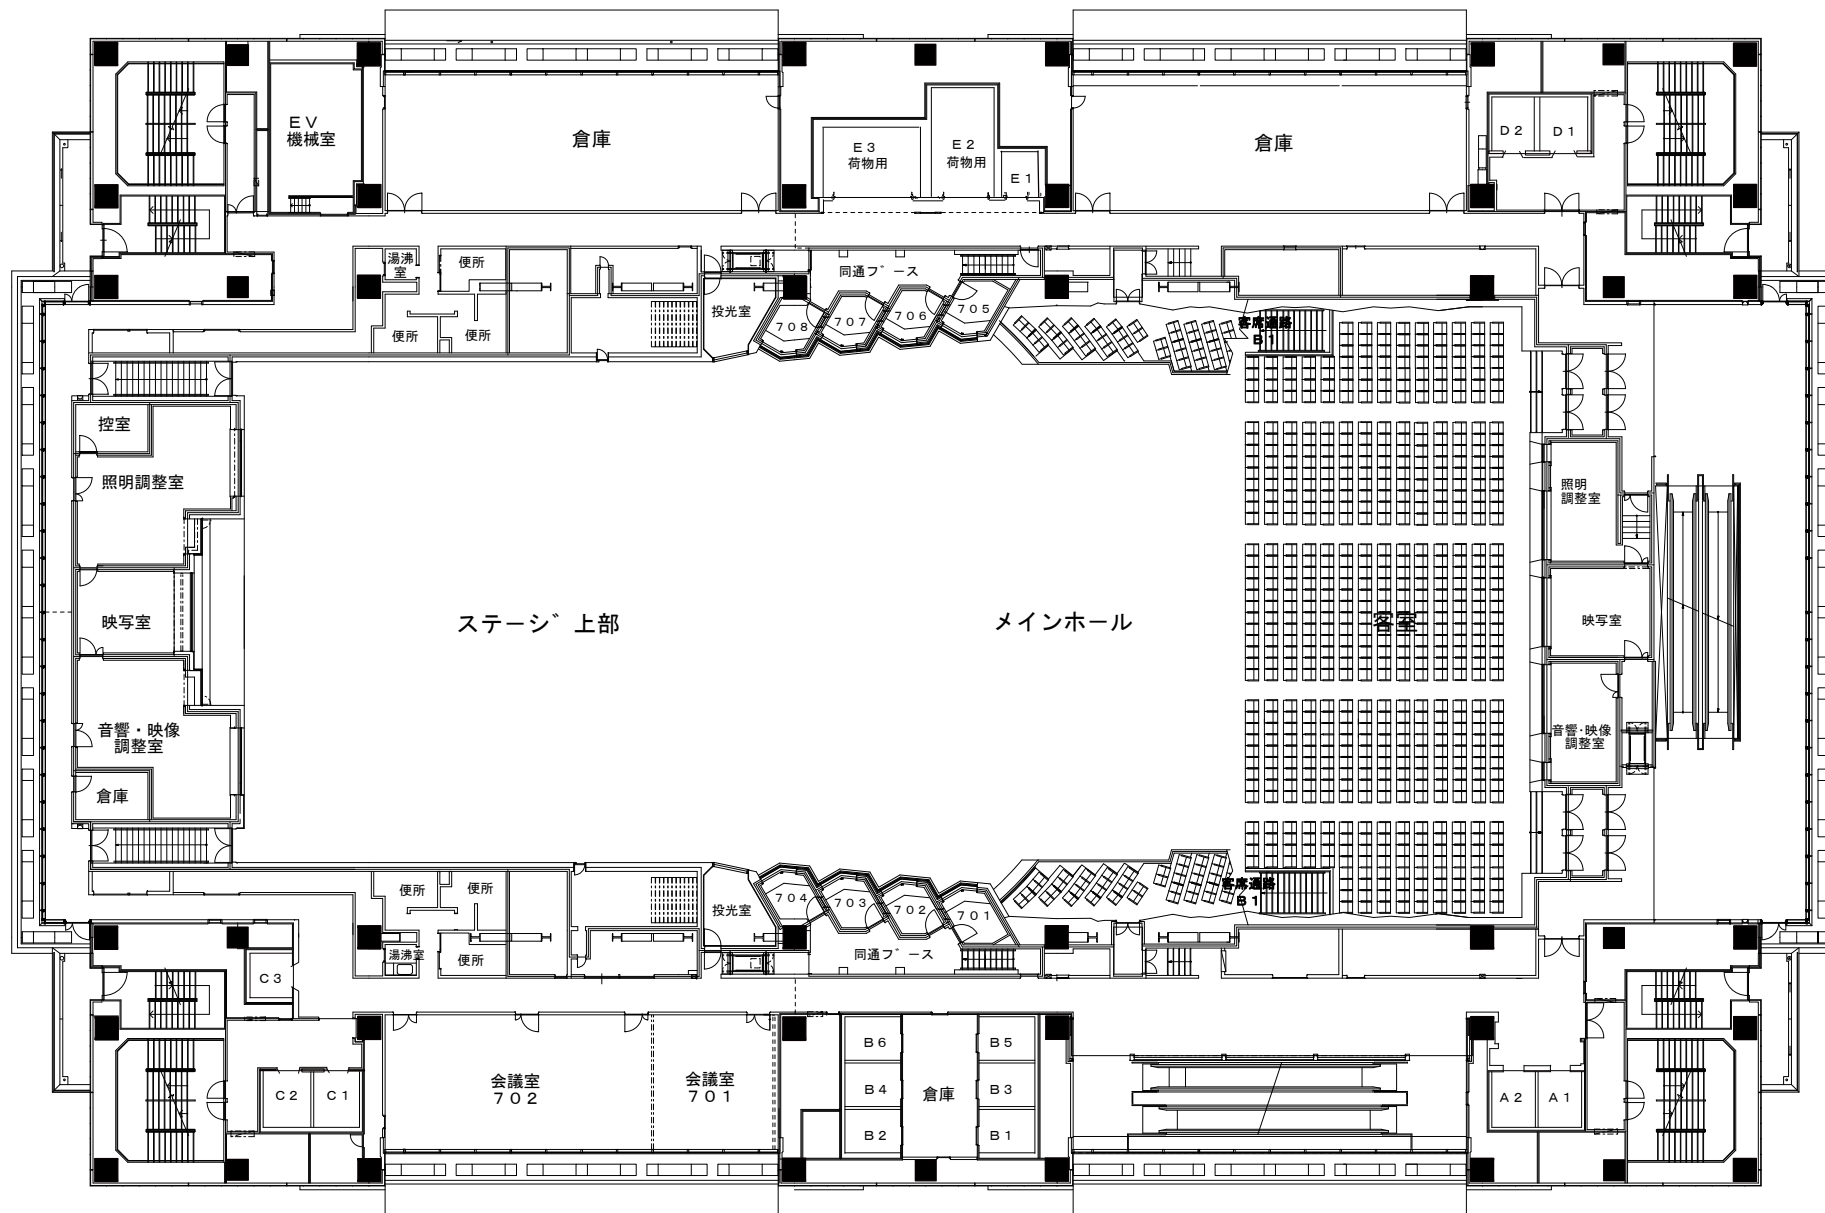 EV
機械室
倉庫
E3
荷物用
E2
荷物用
E1
倉庫
D2
D1
湯沸
室
便所
同通ブース
投光室
708
707
706
705
便所
便所
客席通路
B1
控室
照明調整室
映写室
音響・映像
調整室
倉庫
ステージ上部
メインホール
客室
照明
調整室
映写室
音響・映像
調整室
便所
便所
投光室
704
703
702
701
客席通路
B1
湯沸室
便所
同通ブース
C3
C2
C1
会議室
702
会議室
701
B6
B4
B2
倉庫
B5
B3
B1
A2
A1